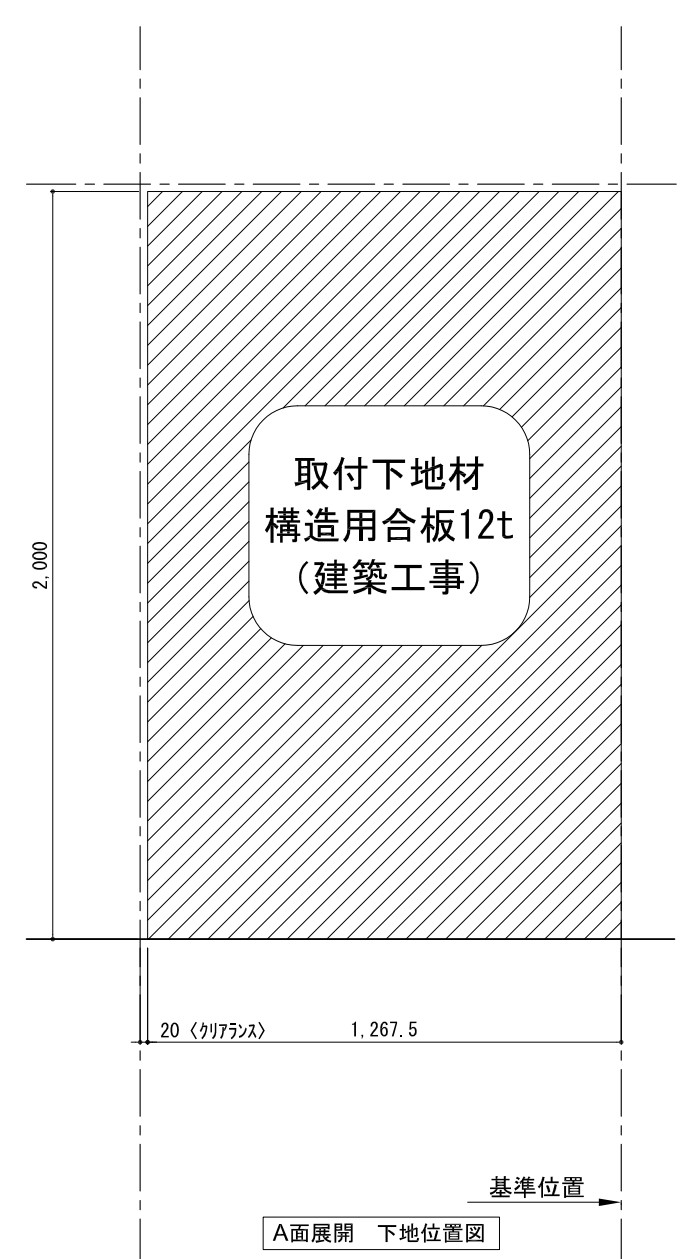 取付下地材
構造用合板12t
(建築工事)
2,000
20 〈クリアランス〉
1,267.5
基準位置
A面展開　下地位置図